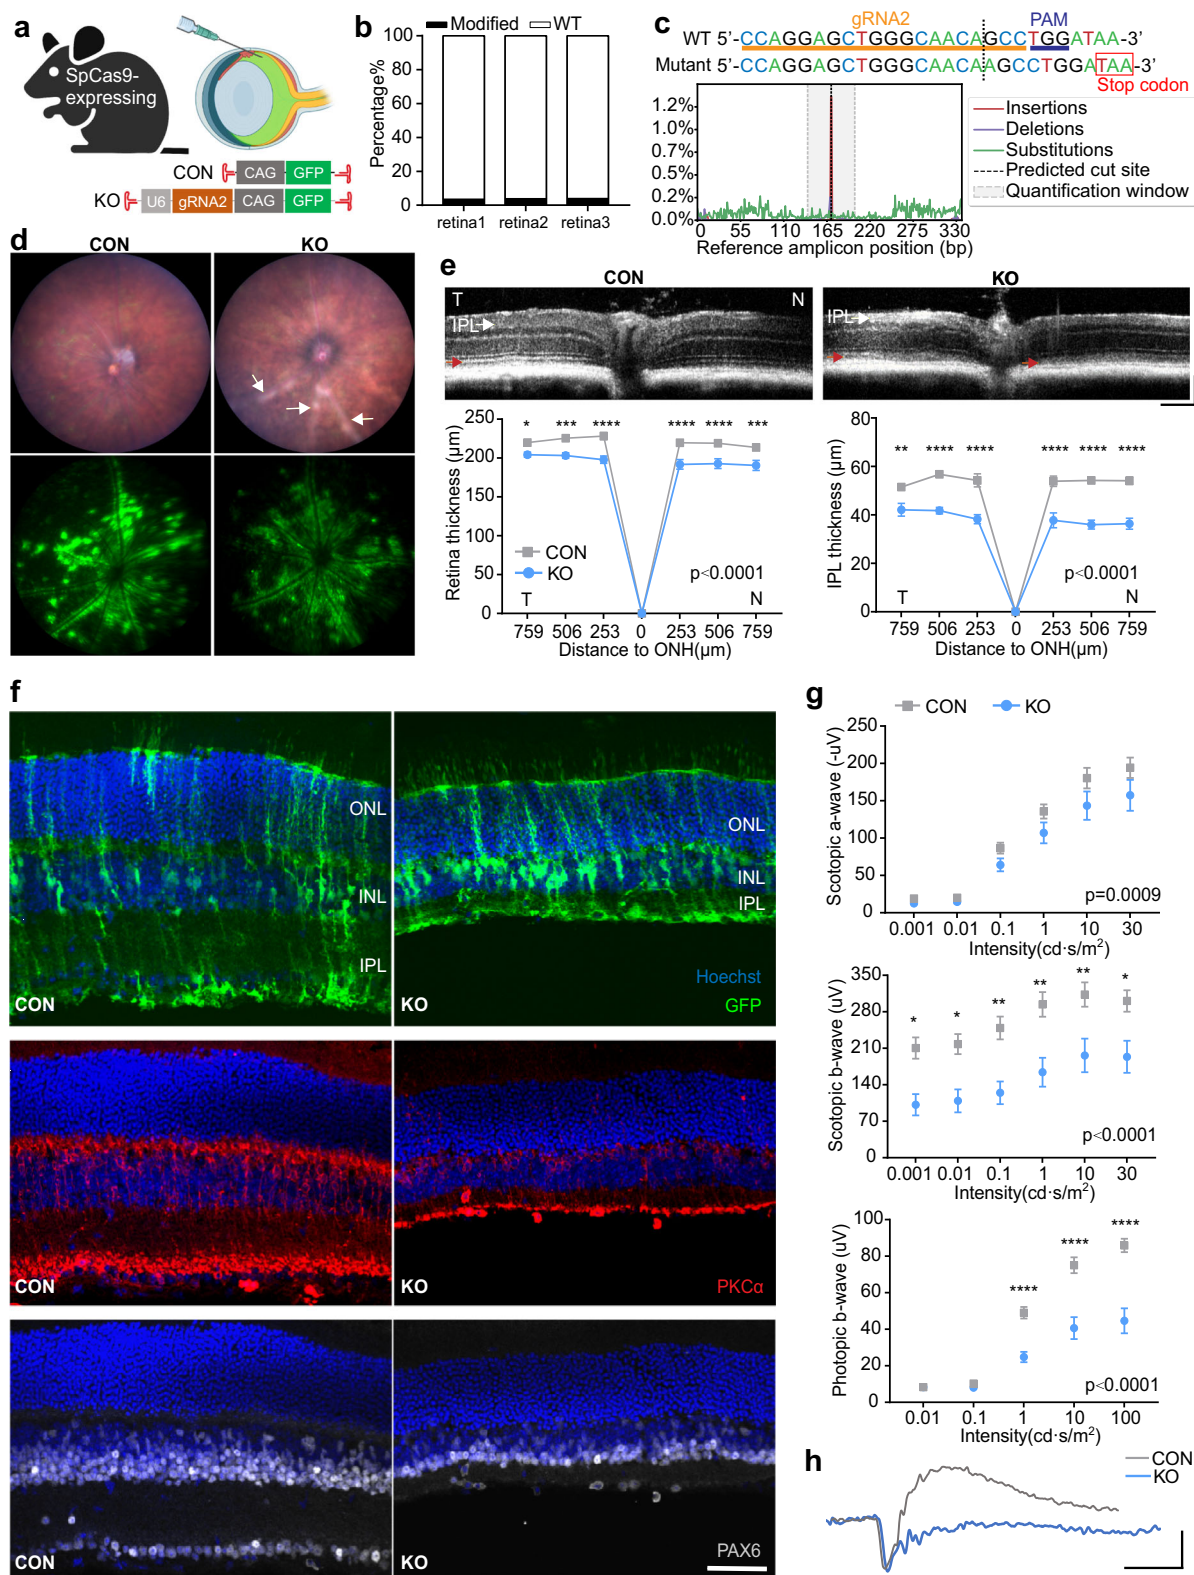 a
SpCas9-
expressing
CON
CAG
GFP
KO
U6
gRNA2
CAG
GFP
b
Modified
WT
Percentage%
100
80
60
40
20
0
retina1
retina2
retina3
c
gRNA2
PAM
WT 5'-CCAGGAGCTGGGCAACAGCCTGGATAA-3'
Mutant 5'-CCAGGAGCTGGGCAACAAGCCTGGATAA-3'
Stop codon
1.2%
1.0%
0.7%
0.5%
0.2%
0.0%
0
55
110
165
220
275
330
Reference amplicon position (bp)
Insertions
Deletions
Substitutions
Predicted cut site
Quantification window
d
CON
KO
e
CON
KO
T
N
IPL
IPL
Retina thickness (µm)
250
200
150
100
50
0
* *** **** **** **** ***
CON
KO
p<0.0001
T
N
759 506 253 0 253 506 759
Distance to ONH(µm)
IPL thickness (µm)
80
60
40
20
0
** **** **** **** **** ****
p<0.0001
T
N
759 506 253 0 253 506 759
Distance to ONH(µm)
f
ONL
INL
IPL
CON
ONL
INL
IPL
Hoechst
GFP
KO
CON
KO
PKCα
CON
KO
PAX6
g
CON
KO
Scotopic a-wave (-uV)
250
200
150
100
50
0
p=0.0009
0.001 0.01 0.1 1 10 30
Intensity(cd·s/m²)
Scotopic b-wave (uV)
350
280
210
140
70
0
* * ** ** ** *
p<0.0001
0.001 0.01 0.1 1 10 30
Intensity(cd·s/m²)
Photopic b-wave (uV)
100
80
60
40
20
0
**** **** ****
p<0.0001
0.01 0.1 1 10 100
Intensity(cd·s/m²)
h
CON
KO